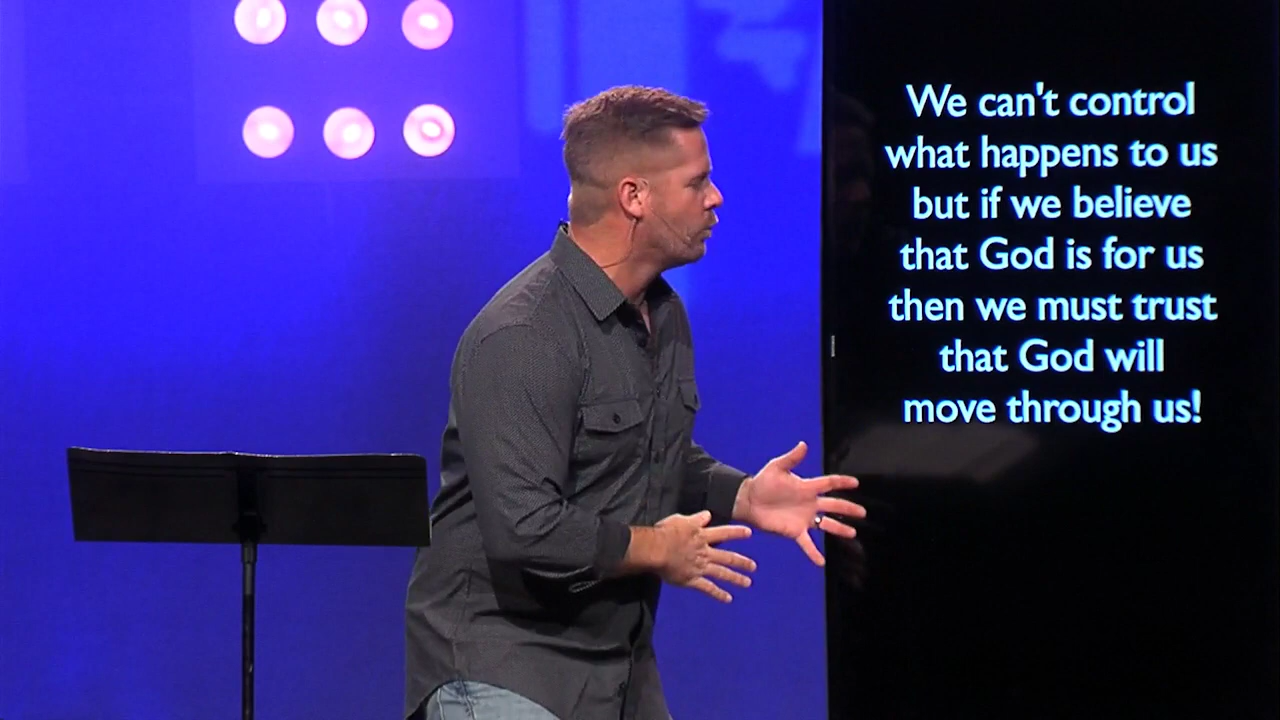 We can't control
what happens to us
but if we believe
that God is for us
then we must trust
that God will
move through us!